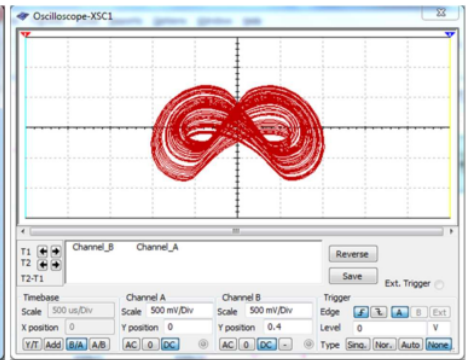 Oscilloscope-XSC1
T1
T2
T2-T1
Channel_B Channel_A
Reverse
Save
Ext. Trigger
Timebase
Scale 500 us/Div
X position 0
Y/T Add B/A A/B
Channel A
Scale 500 mV/Div
Y position 0
AC 0 DC
Channel B
Scale 500 mV/Div
Y position 0.4
AC 0 DC -
Trigger
Edge A B Ext
Level 0 V
Type Sing. Nor. Auto None